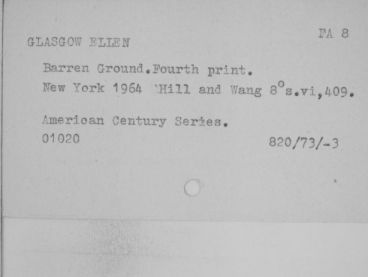 PA 8
GLASGOW ELLEN
Barren Ground.Fourth print.
New York 1964 'Hill and Wang 8°s.vi,409.
American Century Series.
01020 820/73/-3